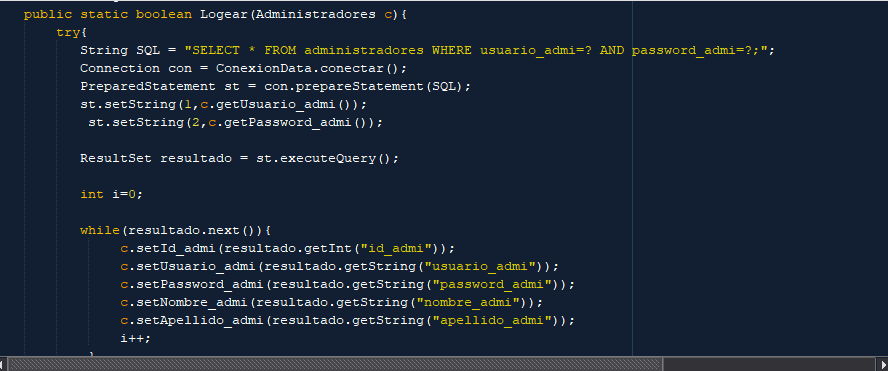 public static boolean Logear(Administradores c){
try{
String SQL = "SELECT * FROM administradores WHERE usuario_admi=? AND password_admi=?;";
Connection con = ConexionData.conectar();
PreparedStatement st = con.prepareStatement(SQL);
st.setString(1,c.getUsuario_admi());
st.setString(2,c.getPassword_admi());
ResultSet resultado = st.executeQuery();
int i=0;
while(resultado.next()){
c.setId_admi(resultado.getInt("id_admi"));
c.setUsuario_admi(resultado.getString("usuario_admi"));
c.setPassword_admi(resultado.getString("password_admi"));
c.setNombre_admi(resultado.getString("nombre_admi"));
c.setApellido_admi(resultado.getString("apellido_admi"));
i++;